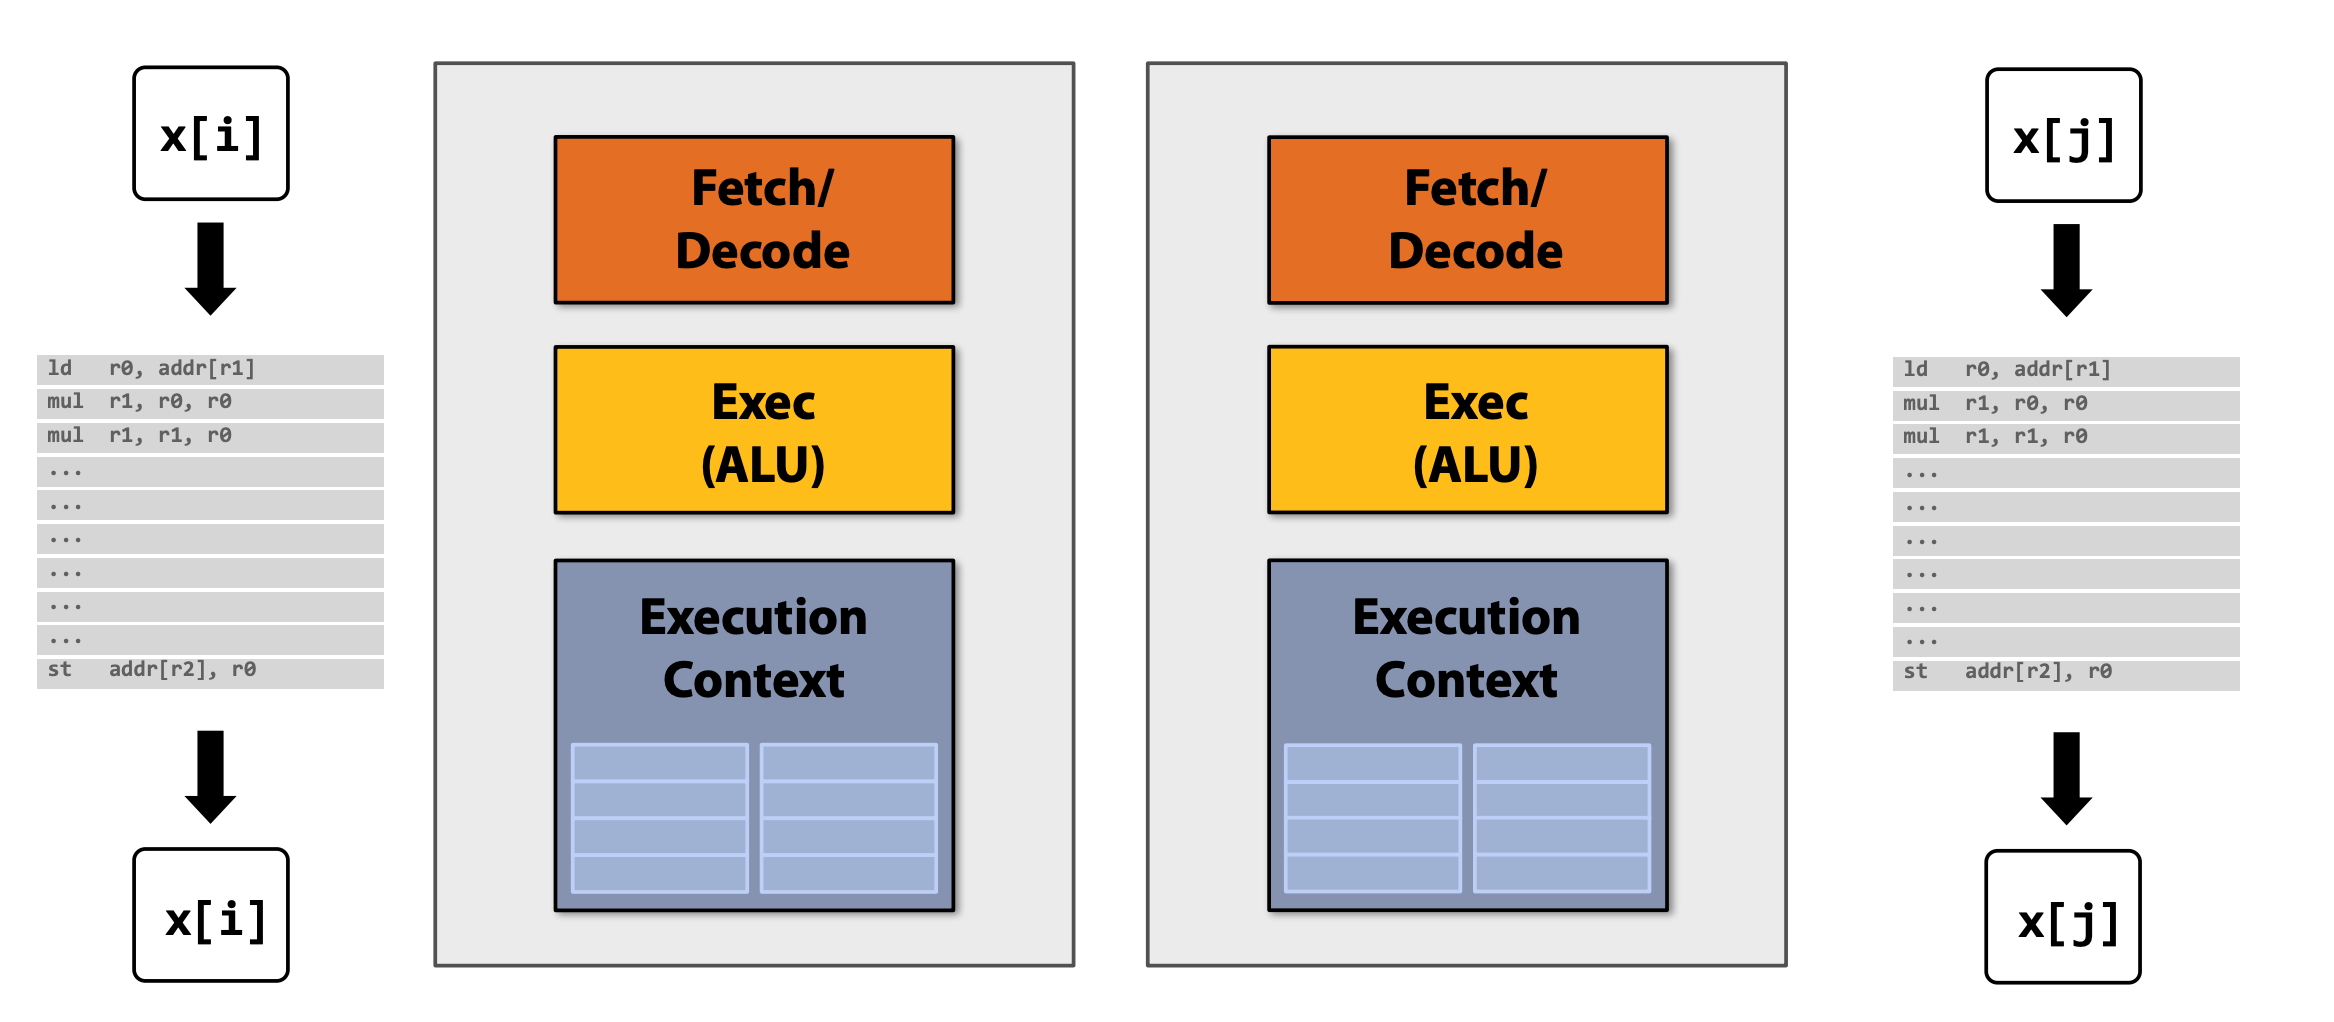 x[i]
ld r0, addr[r1]
mul r1, r0, r0
mul r1, r1, r0
...
...
...
...
...
...
st addr[r2], r0
x[i]
Fetch/
Decode
Exec
(ALU)
Execution
Context
Fetch/
Decode
Exec
(ALU)
Execution
Context
x[j]
ld r0, addr[r1]
mul r1, r0, r0
mul r1, r1, r0
...
...
...
...
...
...
st addr[r2], r0
x[j]